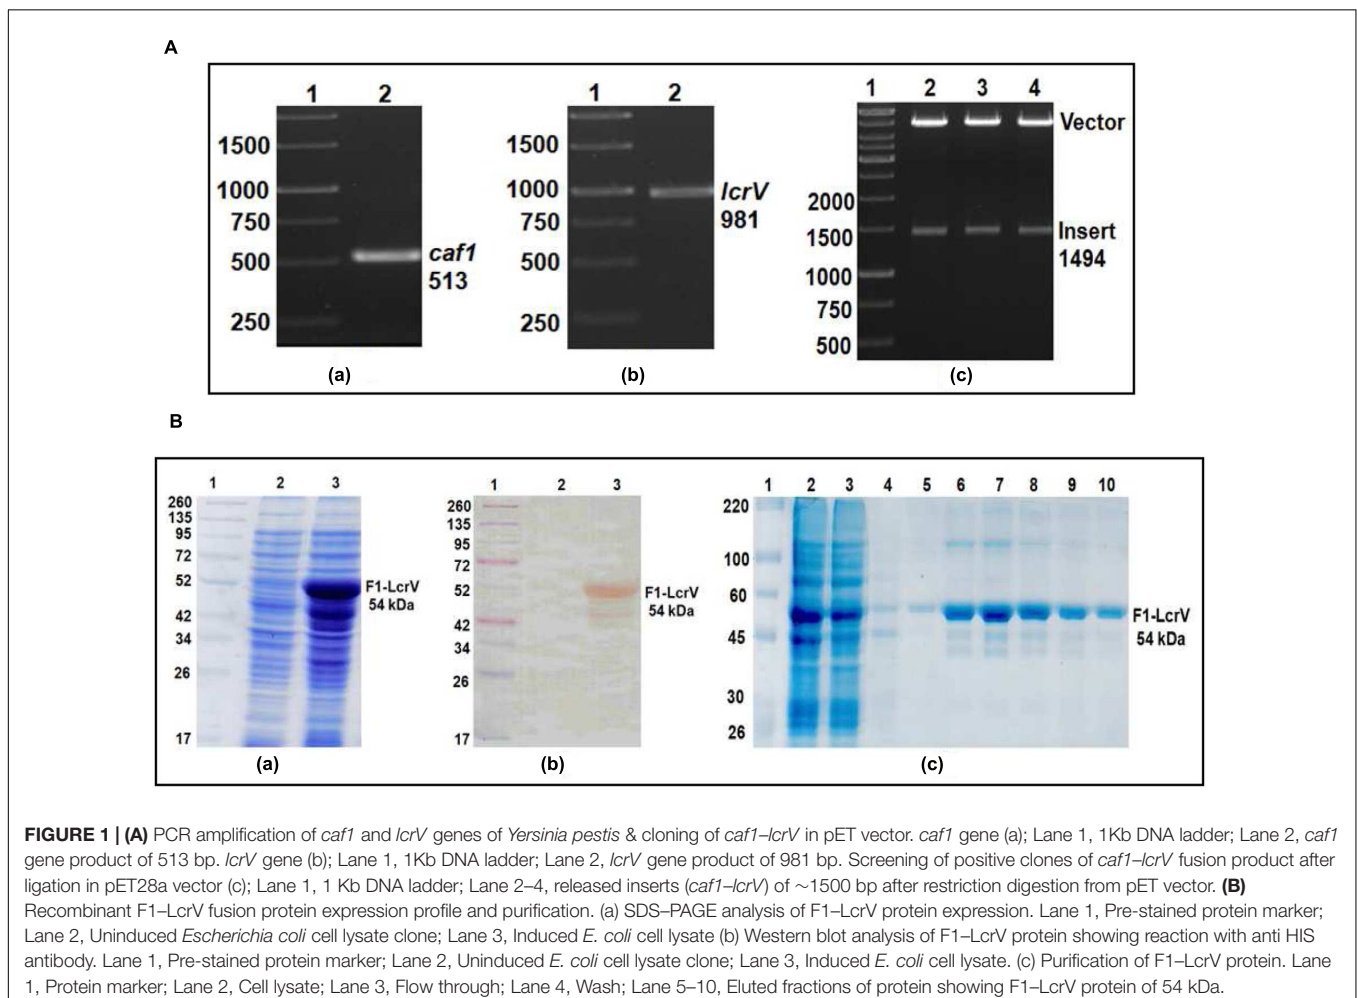 A
1 2
1500
1000
750
500
250
caf1
513
(a)
1 2
1500
1000
750
500
250
lcrV
981
(b)
1 2 3 4
Vector
2000
1500
1000
750
500
Insert
1494
(c)
B
1 2 3
260
135
95
72
52
42
34
26
17
F1-LcrV
54 kDa
(a)
1 2 3
260
135
95
72
52
42
34
26
17
F1-LcrV
54 kDa
(b)
1 2 3 4 5 6 7 8 9 10
220
100
60
45
30
26
F1-LcrV
54 kDa
(c)
FIGURE 1 | (A) PCR amplification of caf1 and lcrV genes of Yersinia pestis & cloning of caf1–lcrV in pET vector. caf1 gene (a); Lane 1, 1Kb DNA ladder; Lane 2, caf1
gene product of 513 bp. lcrV gene (b); Lane 1, 1Kb DNA ladder; Lane 2, lcrV gene product of 981 bp. Screening of positive clones of caf1–lcrV fusion product after
ligation in pET28a vector (c); Lane 1, 1 Kb DNA ladder; Lane 2–4, released inserts (caf1–lcrV) of ∼1500 bp after restriction digestion from pET vector. (B)
Recombinant F1–LcrV fusion protein expression profile and purification. (a) SDS–PAGE analysis of F1–LcrV protein expression. Lane 1, Pre-stained protein marker;
Lane 2, Uninduced Escherichia coli cell lysate clone; Lane 3, Induced E. coli cell lysate (b) Western blot analysis of F1–LcrV protein showing reaction with anti HIS
antibody. Lane 1, Pre-stained protein marker; Lane 2, Uninduced E. coli cell lysate clone; Lane 3, Induced E. coli cell lysate. (c) Purification of F1–LcrV protein. Lane
1, Protein marker; Lane 2, Cell lysate; Lane 3, Flow through; Lane 4, Wash; Lane 5–10, Eluted fractions of protein showing F1–LcrV protein of 54 kDa.